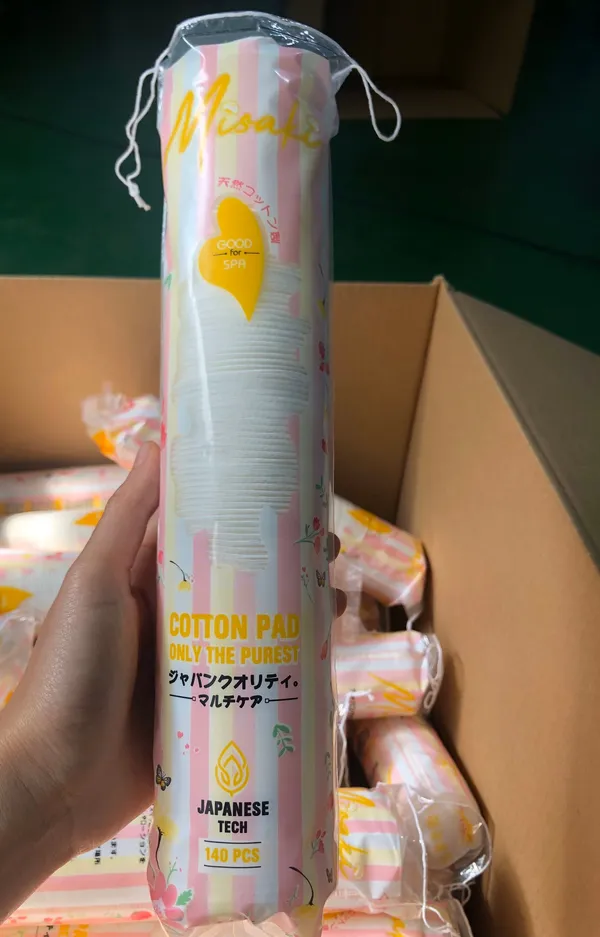 Misaki
天然コットン
GOOD
for
SPA
COTTON PAD
ONLY THE PUREST
ジャパンクオリティ。
マルチケア
JAPANESE
TECH
140 PCS